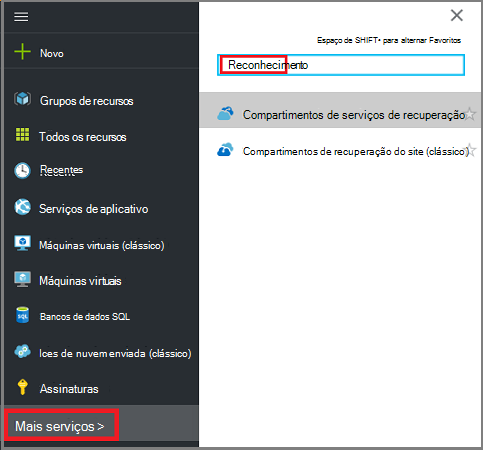 Espaço de SHIFT+ para alternar Favoritos
Novo
Reconhecimento
Grupos de recursos
Compartimentos de serviços de recuperação
Todos os recursos
Compartimentos de recuperação do site (clássico)
Recentes
Serviços de aplicativo
Máquinas virtuais (clássico)
Máquinas virtuais
Bancos de dados SQL
Ices de nuvem enviada (clássico)
Assinaturas
Mais serviços >